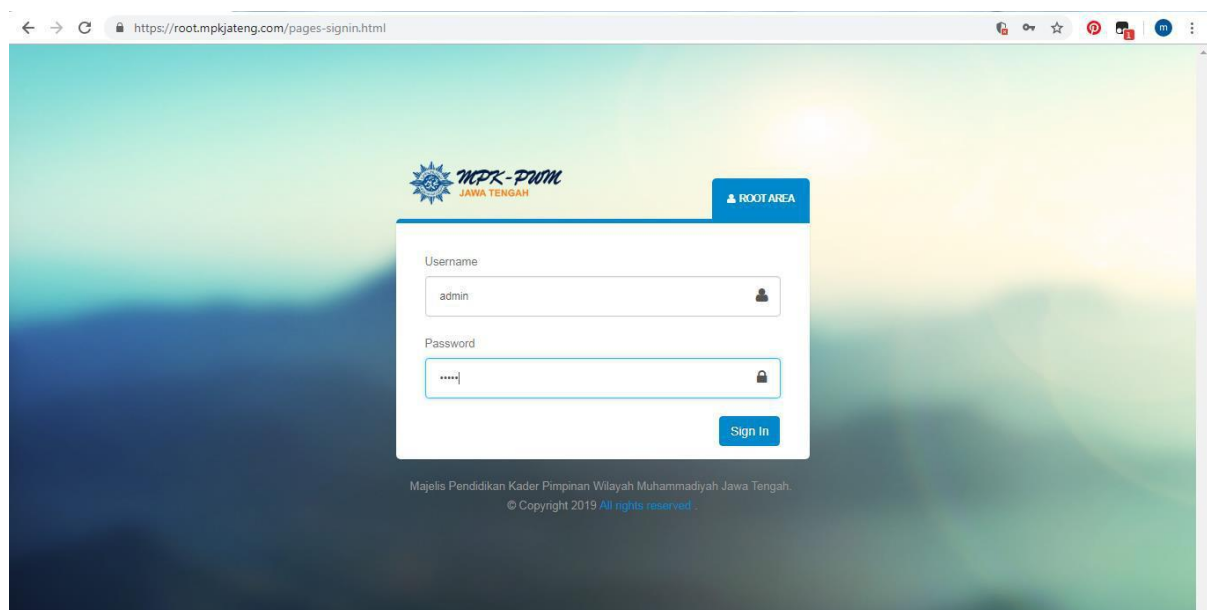 https://root.mpkjateng.com/pages-signin.html
1
m
MPK-PWM
JAWA TENGAH
ROOT AREA
Username
admin
Password
•••••
Sign In
Majelis Pendidikan Kader Pimpinan Wilayah Muhammadiyah Jawa Tengah.
© Copyright 2019 All rights reserved .